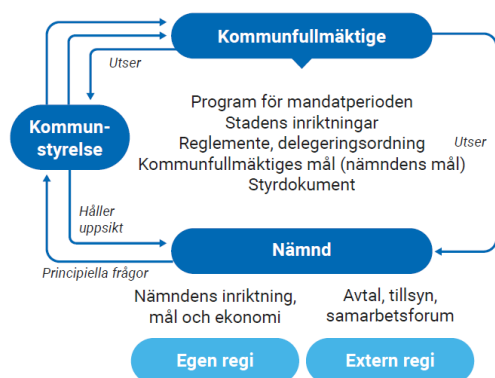 Kommunfullmäktige
Utser
Program för mandatperioden
Stadens inriktningar
Reglemente, delegeringsordning
Kommunfullmäktiges mål (nämndens mål)
Styrdokument
Utser
Kommun-
styrelse
Håller
uppsikt
Principiella frågor
Nämnd
Nämndens inriktning,
mål och ekonomi
Avtal, tillsyn,
samarbetsforum
Egen regi
Extern regi